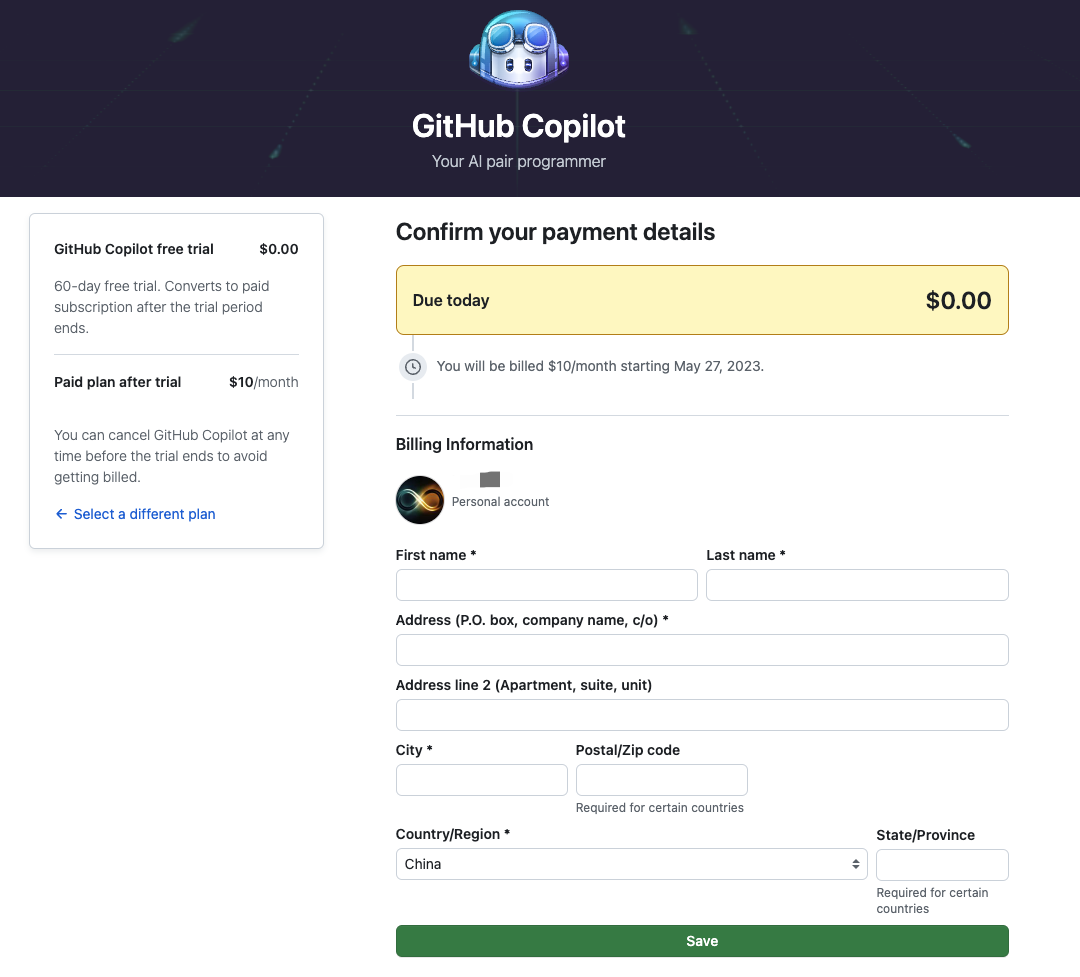 GitHub Copilot
Your AI pair programmer
GitHub Copilot free trial $0.00
60-day free trial. Converts to paid
subscription after the trial period
ends.
Paid plan after trial $10/month
You can cancel GitHub Copilot at any
time before the trial ends to avoid
getting billed.
← Select a different plan
Confirm your payment details
Due today $0.00
You will be billed $10/month starting May 27, 2023.
Billing Information
Personal account
First name * Last name *
Address (P.O. box, company name, c/o) *
Address line 2 (Apartment, suite, unit)
City * Postal/Zip code
Required for certain countries
Country/Region * State/Province
China
Required for certain
countries
Save